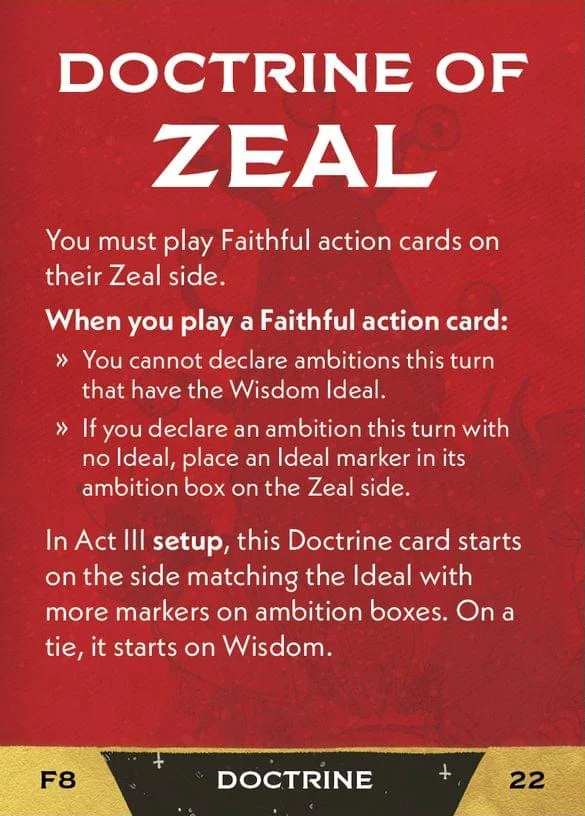 DOCTRINE OF
ZEAL
You must play Faithful action cards on
their Zeal side.
When you play a Faithful action card:
» You cannot declare ambitions this turn
that have the Wisdom Ideal.
» If you declare an ambition this turn with
no Ideal, place an Ideal marker in its
ambition box on the Zeal side.
In Act III setup, this Doctrine card starts
on the side matching the Ideal with
more markers on ambition boxes. On a
tie, it starts on Wisdom.
F8 DOCTRINE 22